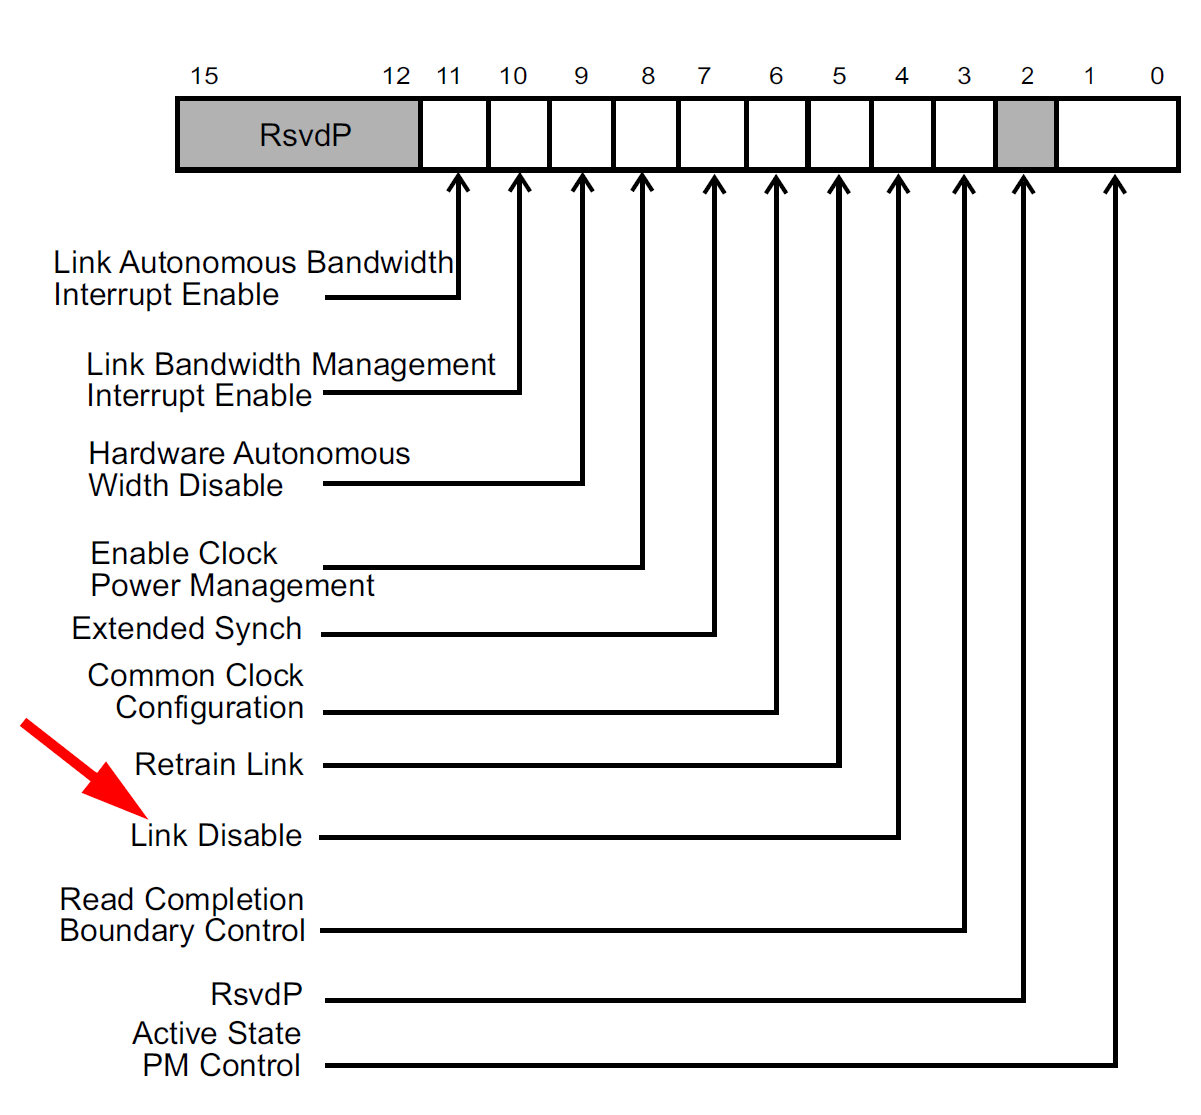 15 12 11 10 9 8 7 6 5 4 3 2 1 0
RsvdP
Link Autonomous Bandwidth
Interrupt Enable
Link Bandwidth Management
Interrupt Enable
Hardware Autonomous
Width Disable
Enable Clock
Power Management
Extended Synch
Common Clock
Configuration
Retrain Link
Link Disable
Read Completion
Boundary Control
RsvdP
Active State
PM Control